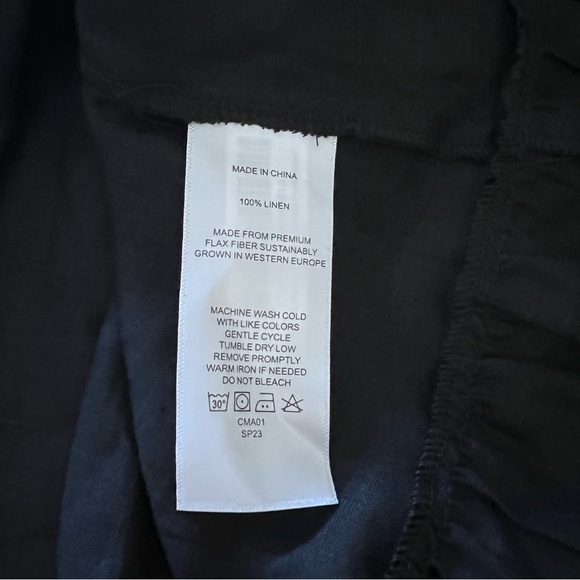 MADE IN CHINA
100% LINEN
MADE FROM PREMIUM
FLAX FIBER SUSTAINABLY
GROWN IN WESTERN EUROPE
MACHINE WASH COLD
WITH LIKE COLORS
GENTLE CYCLE
TUMBLE DRY LOW
REMOVE PROMPTLY
WARM IRON IF NEEDED
DO NOT BLEACH
30°
CMA01
SP23